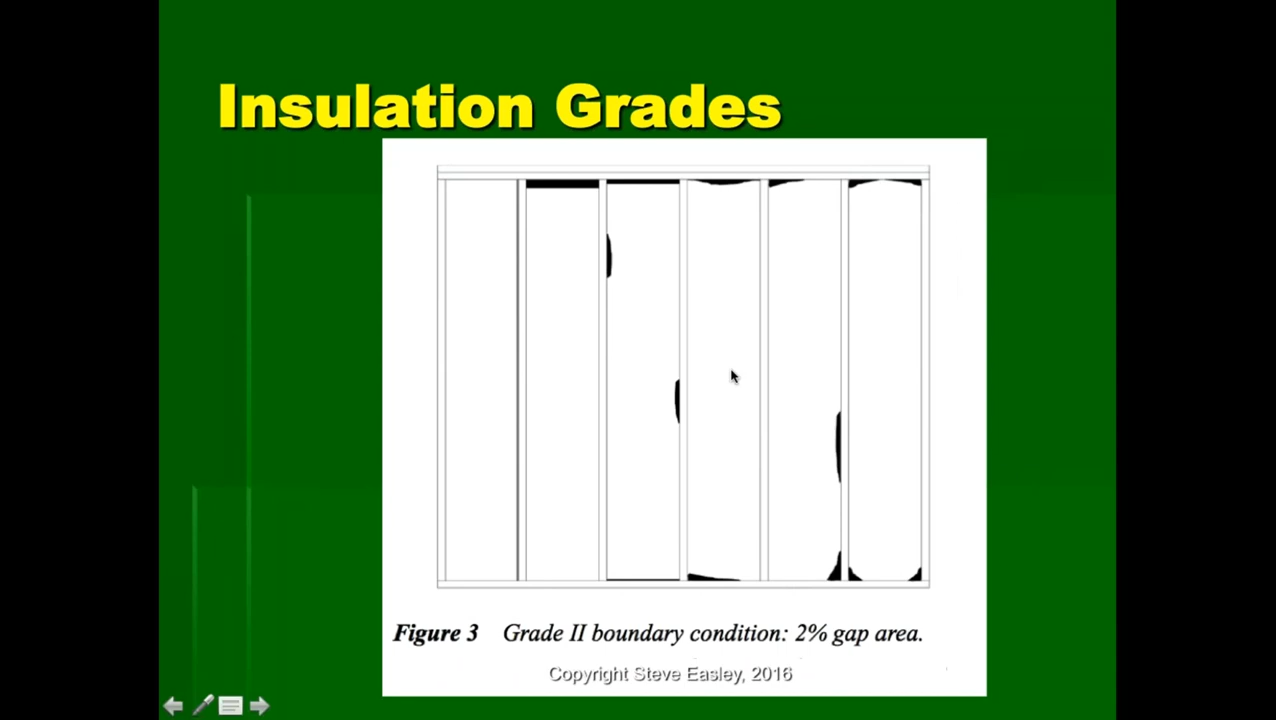 Insulation Grades
Figure 3 Grade II boundary condition: 2% gap area.
Copyright Steve Easley, 2016